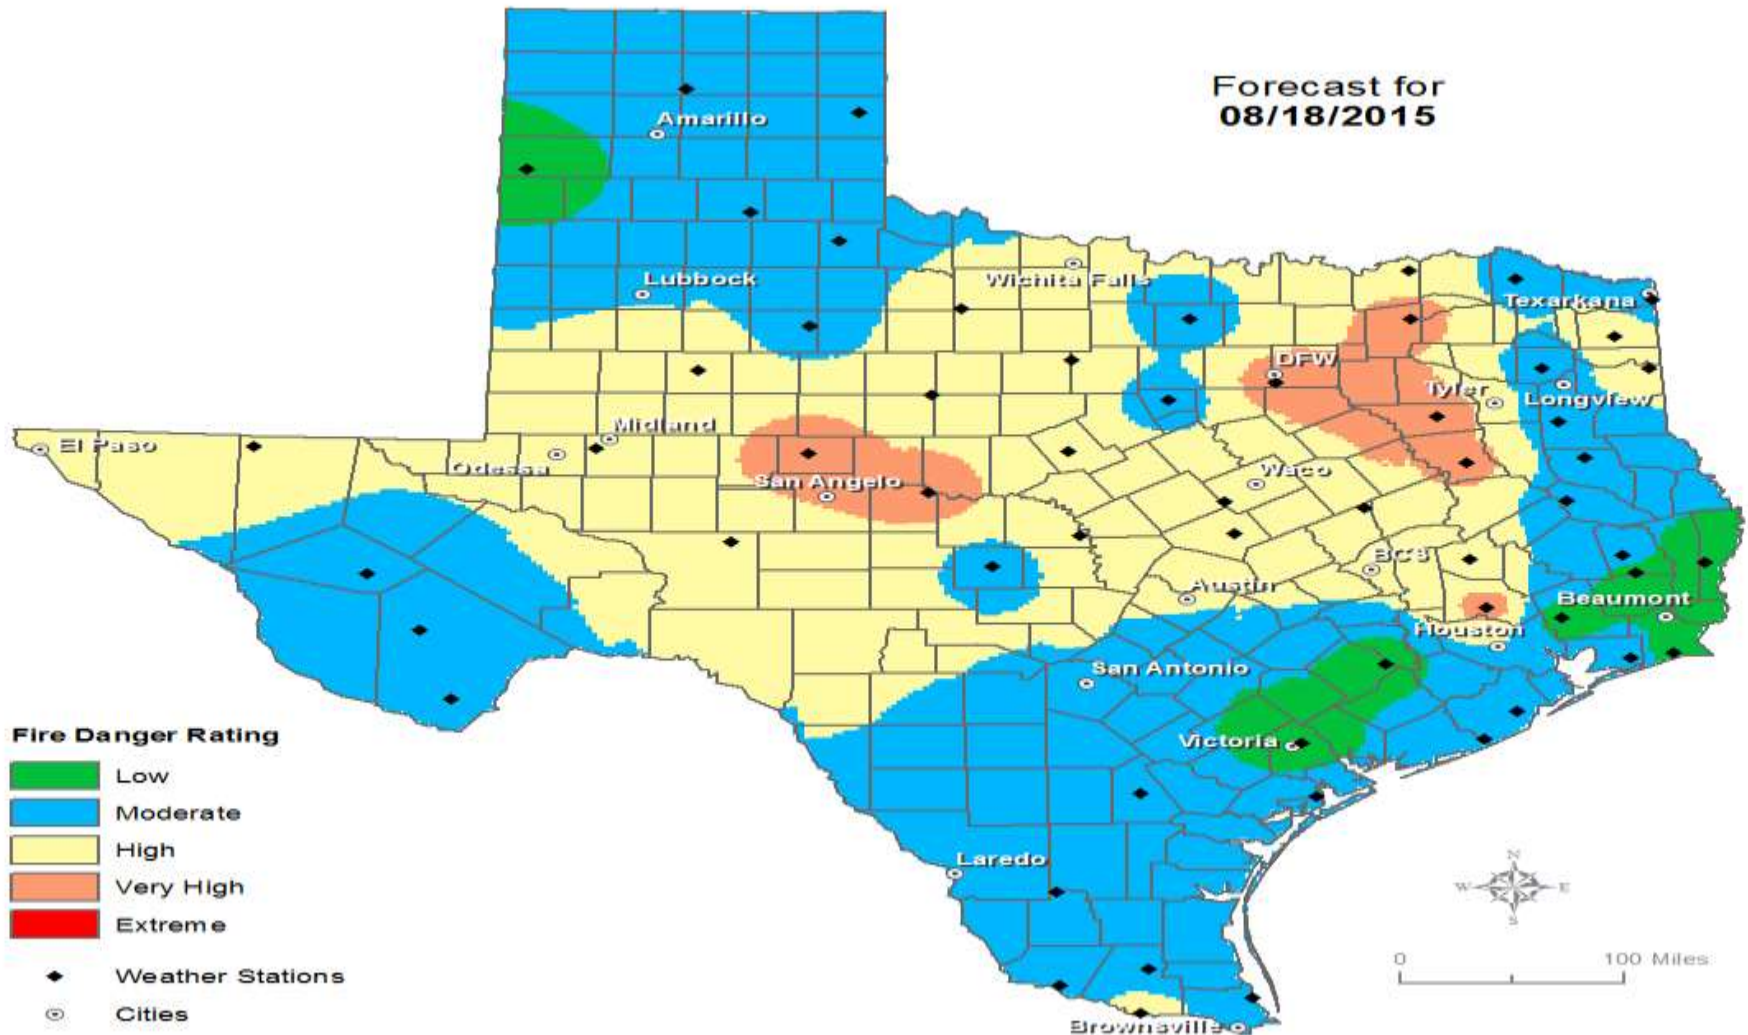 Forecast for
08/18/2015
Amarillo
Lubbock
Wichita Falls
Texarkana
DFW
Tyler
Longview
El Paso
Midland
Odessa
San Angelo
Waco
BCS
Austin
Beaumont
Houston
San Antonio
Victoria
Laredo
Brownsville
Fire Danger Rating
Low
Moderate
High
Very High
Extreme
Weather Stations
Cities
N
W E
S
0 100 Miles